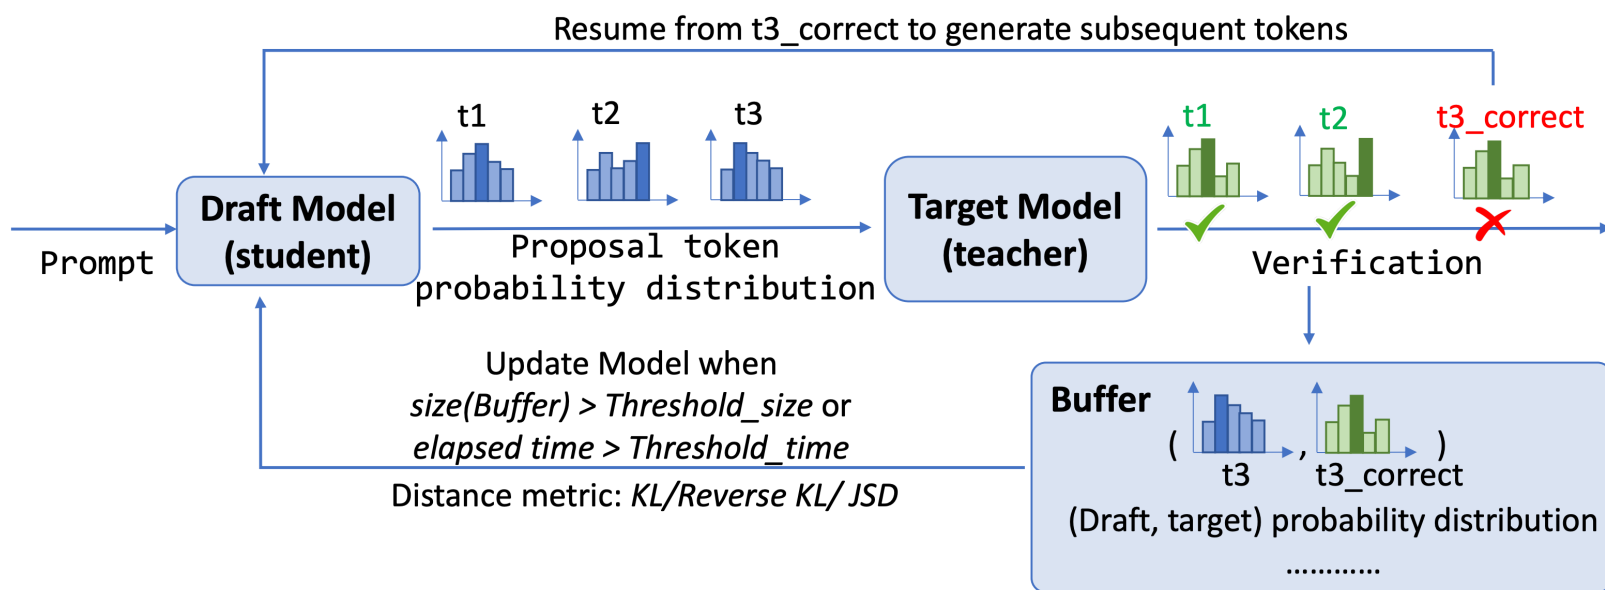 Resume from t3_correct to generate subsequent tokens
t1
t2
t3
t1
t2
t3_correct
Draft Model
(student)
Target Model
(teacher)
Prompt
Proposal token
probability distribution
Verification
Update Model when
size(Buffer) > Threshold_size or
elapsed time > Threshold_time
Distance metric: KL/Reverse KL/ JSD
Buffer
( , )
t3
t3_correct
(Draft, target) probability distribution
............